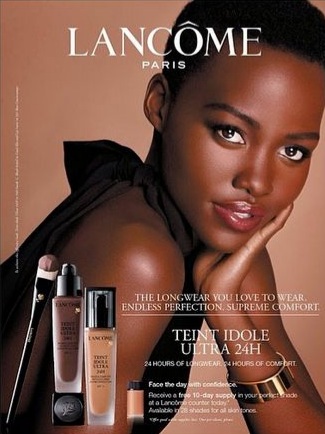 LANCÔME
PARIS
THE LONGWEAR YOU LOVE TO WEAR.
ENDLESS PERFECTION. SUPREME COMFORT.
TEINT IDOLE
ULTRA 24H
24 HOURS OF LONGWEAR. 24 HOURS OF COMFORT.
Face the day with confidence.
Receive a free 10-day supply in your perfect shade
at a Lancôme counter today.*
Available in 28 shades for all skin tones.
LANCÔME
TEINT IDOLE
ULTRA
24H
LANCÔME
TEINT
IDOLE
ULTRA
24H